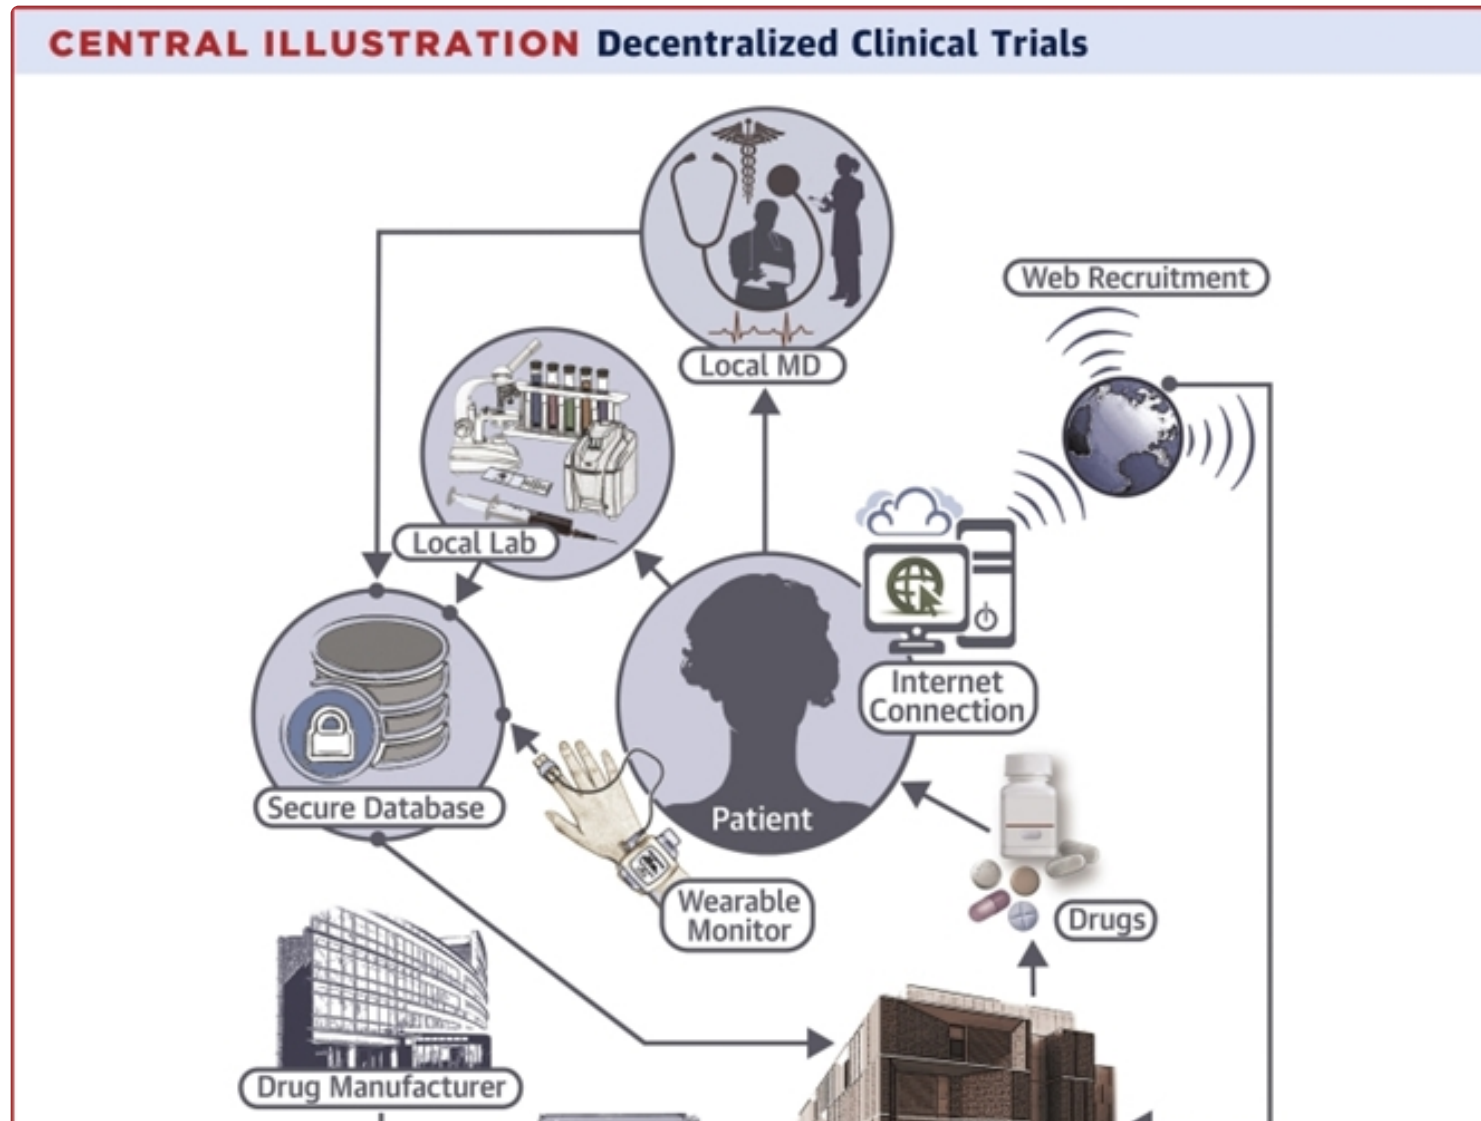 CENTRAL ILLUSTRATION Decentralized Clinical Trials
Web Recruitment
Local MD
Local Lab
Internet
Connection
Secure Database
Patient
Wearable
Monitor
Drugs
Drug Manufacturer